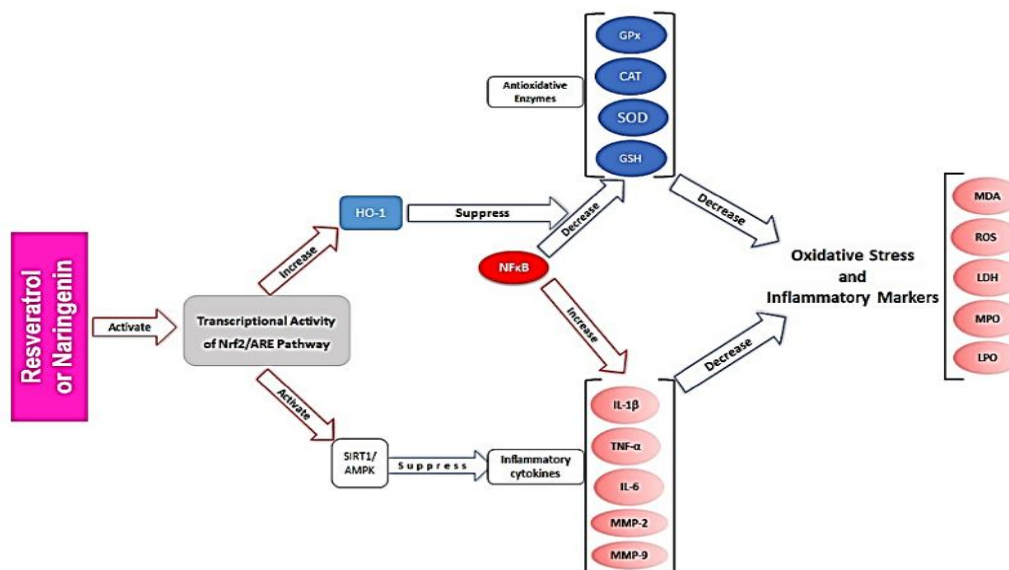 Resveratrol
or Naringenin
Activate
Transcriptional Activity
of Nrf2/ARE Pathway
Increase
HO-1
Suppress
Activate
SIRT1/
AMPK
Suppress
Inflammatory
cytokines
NFκB
Decrease
Increase
Antioxidative
Enzymes
GPx
CAT
SOD
GSH
IL-1β
TNF-α
IL-6
MMP-2
MMP-9
Decrease
Decrease
Oxidative Stress
and
Inflammatory Markers
MDA
ROS
LDH
MPO
LPO